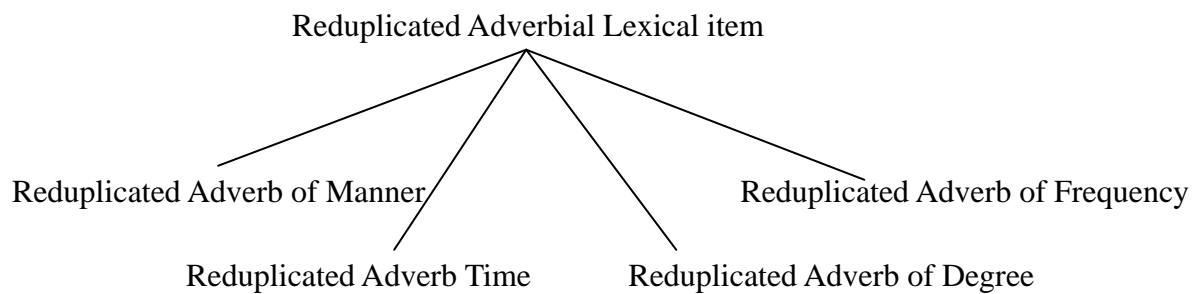 Reduplicated Adverbial Lexical item
Reduplicated Adverb of Manner
Reduplicated Adverb of Frequency
Reduplicated Adverb Time
Reduplicated Adverb of Degree